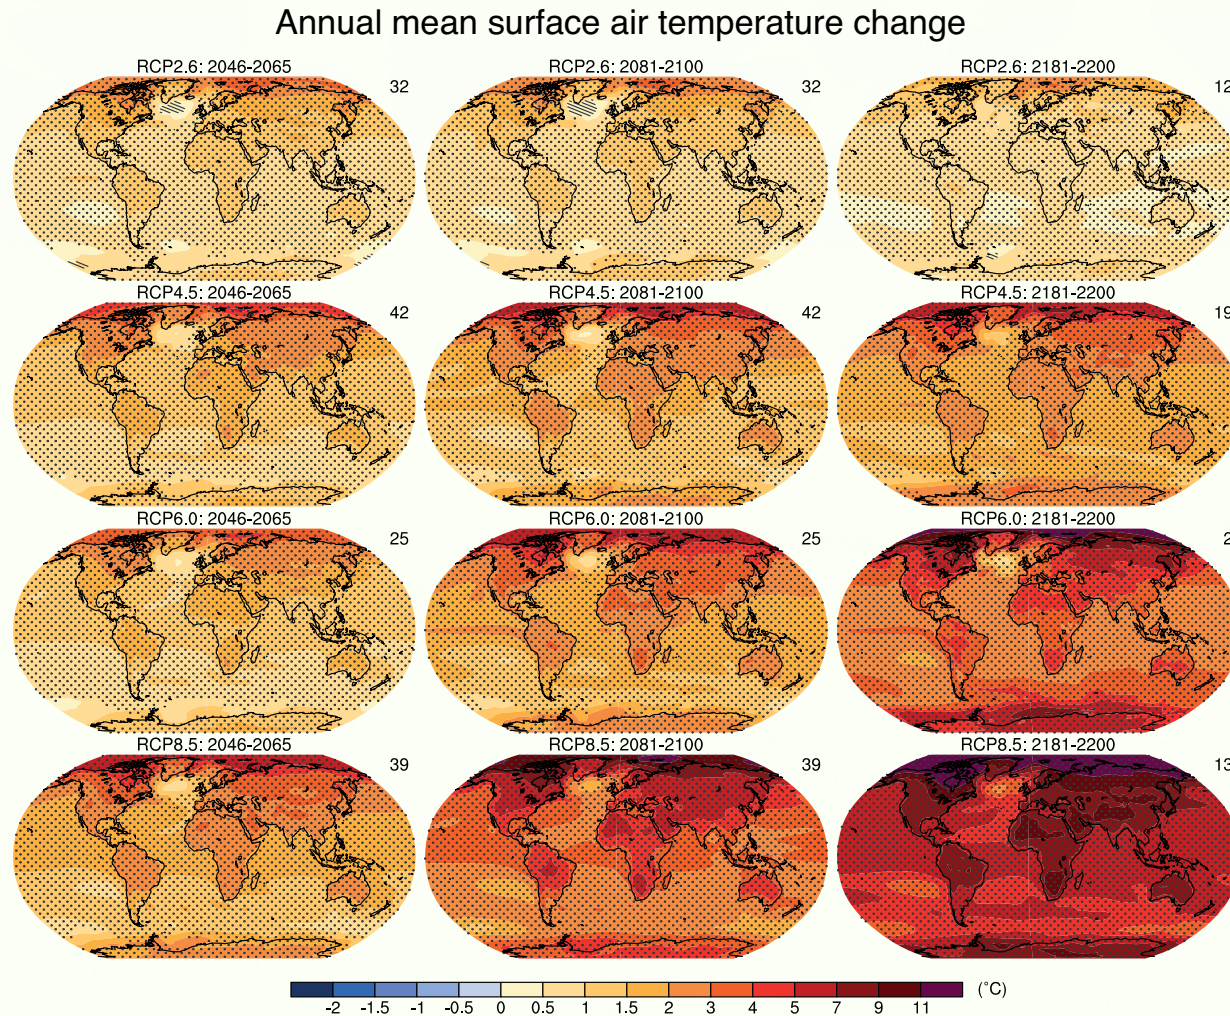 Annual mean surface air temperature change
RCP2.6: 2046-2065
32
RCP2.6: 2081-2100
32
RCP2.6: 2181-2200
12
RCP4.5: 2046-2065
42
RCP4.5: 2081-2100
42
RCP4.5: 2181-2200
19
RCP6.0: 2046-2065
25
RCP6.0: 2081-2100
25
RCP6.0: 2181-2200
2
RCP8.5: 2046-2065
39
RCP8.5: 2081-2100
39
RCP8.5: 2181-2200
13
-2 -1.5 -1 -0.5 0 0.5 1 1.5 2 3 4 5 7 9 11 (˚C)